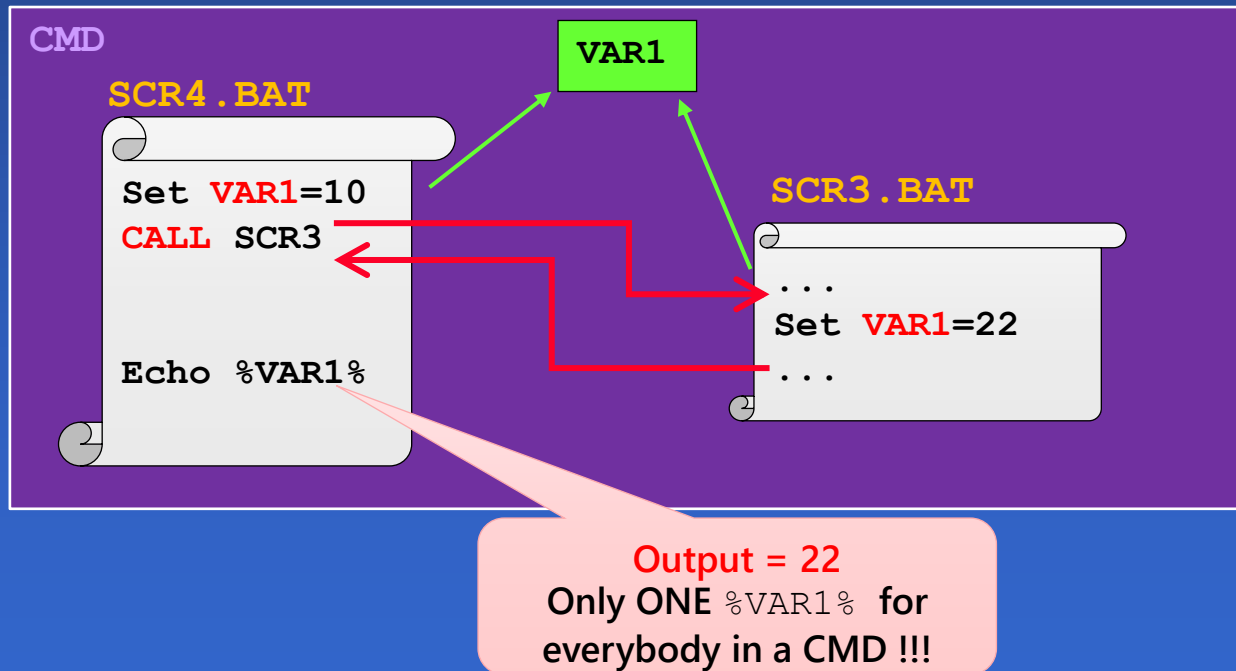 CMD
VAR1
SCR4.BAT
Set VAR1=10
CALL SCR3
Echo %VAR1%
SCR3.BAT
...
Set VAR1=22
...
Output = 22
Only ONE %VAR1% for
everybody in a CMD !!!